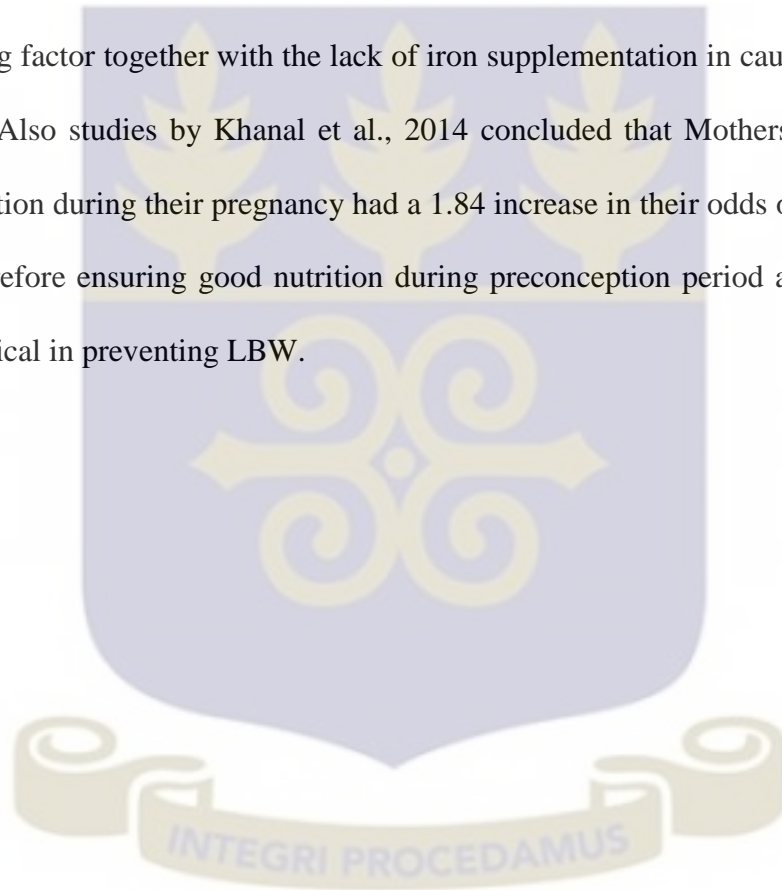 g factor together with the lack of iron supplementation in cau
Also studies by Khanal et al., 2014 concluded that Mothers
tion during their pregnancy had a 1.84 increase in their odds o
efore ensuring good nutrition during preconception period a
ical in preventing LBW.
INTEGRI PROCEDAMUS